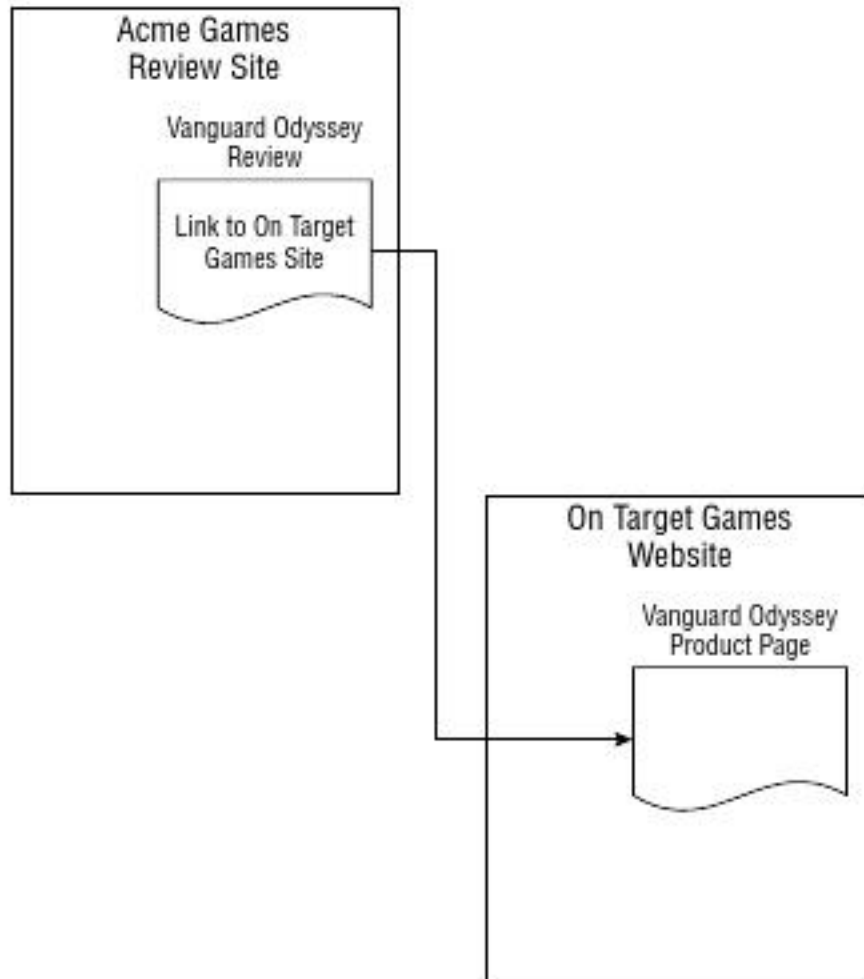 Acme Games
Review Site
Vanguard Odyssey
Review
Link to On Target
Games Site
On Target Games
Website
Vanguard Odyssey
Product Page